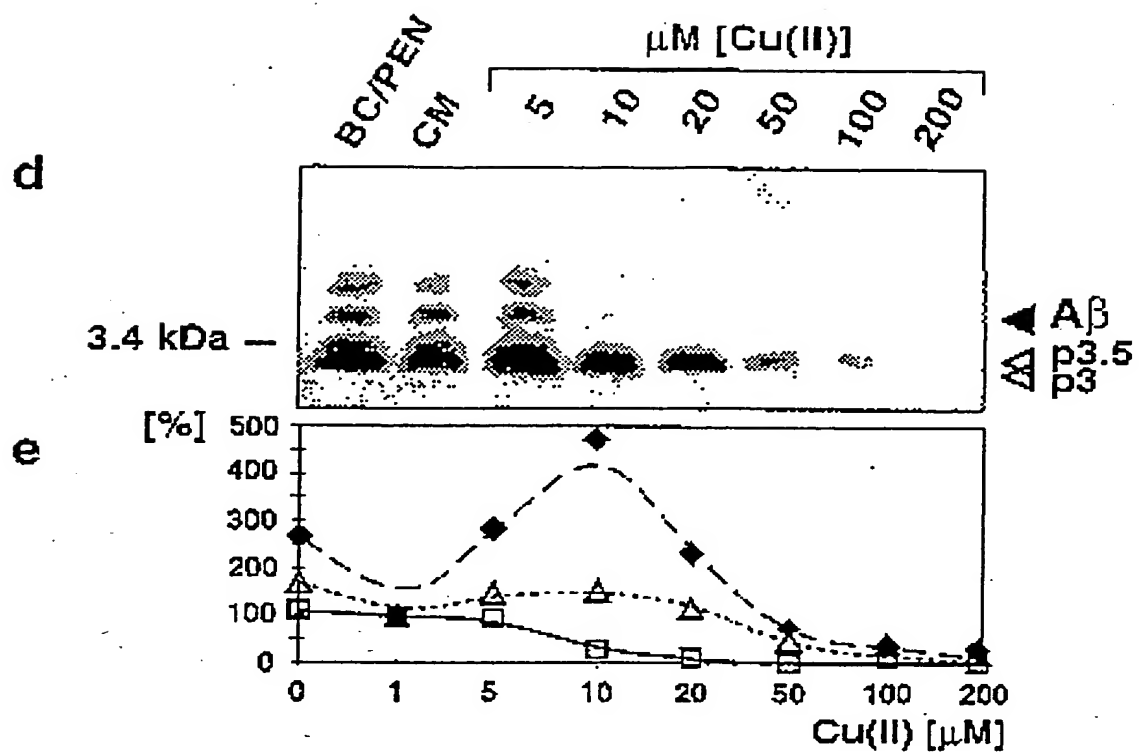 μM [Cu(II)]
BC/PEN CM 5 10 20 50 100 200
d
3.4 kDa —
Aβ
p3.5
p3
e
[%]
500
400
300
200
100
0
0 1 5 10 20 50 100 200
Cu(II) [μM]